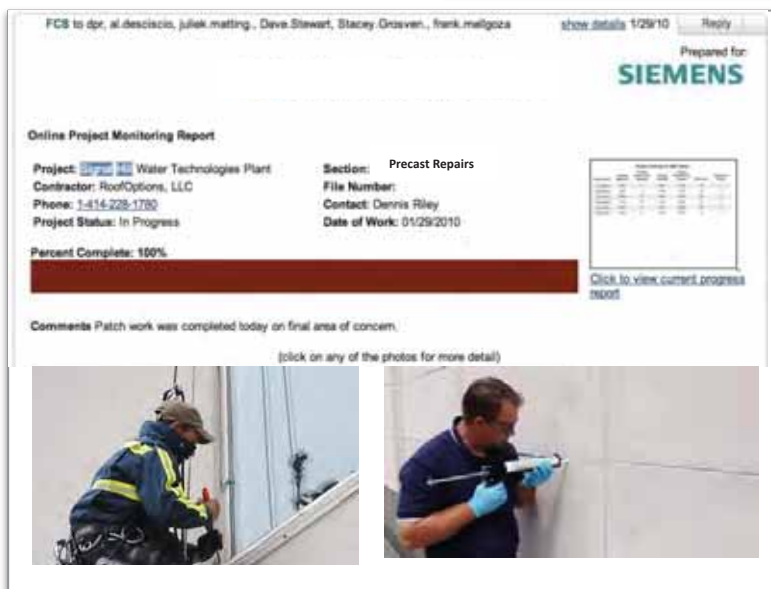 FCS to dpr, al.desciscio, juliek.matting., Dave.Stewart, Stacey.Grosven., frank.mellgoza show details 1/29/10 Reply
Prepared for:
SIEMENS
Online Project Monitoring Report
Project: Signal Hill Water Technologies Plant
Contractor: RoofOptions, LLC
Phone: 1-414-228-1780
Project Status: In Progress
Section: Precast Repairs
File Number:
Contact: Dennis Riley
Date of Work: 01/29/2010
Percent Complete: 100%
Click to view current progress
report
Comments Patch work was completed today on final area of concern.
(click on any of the photos for more detail)